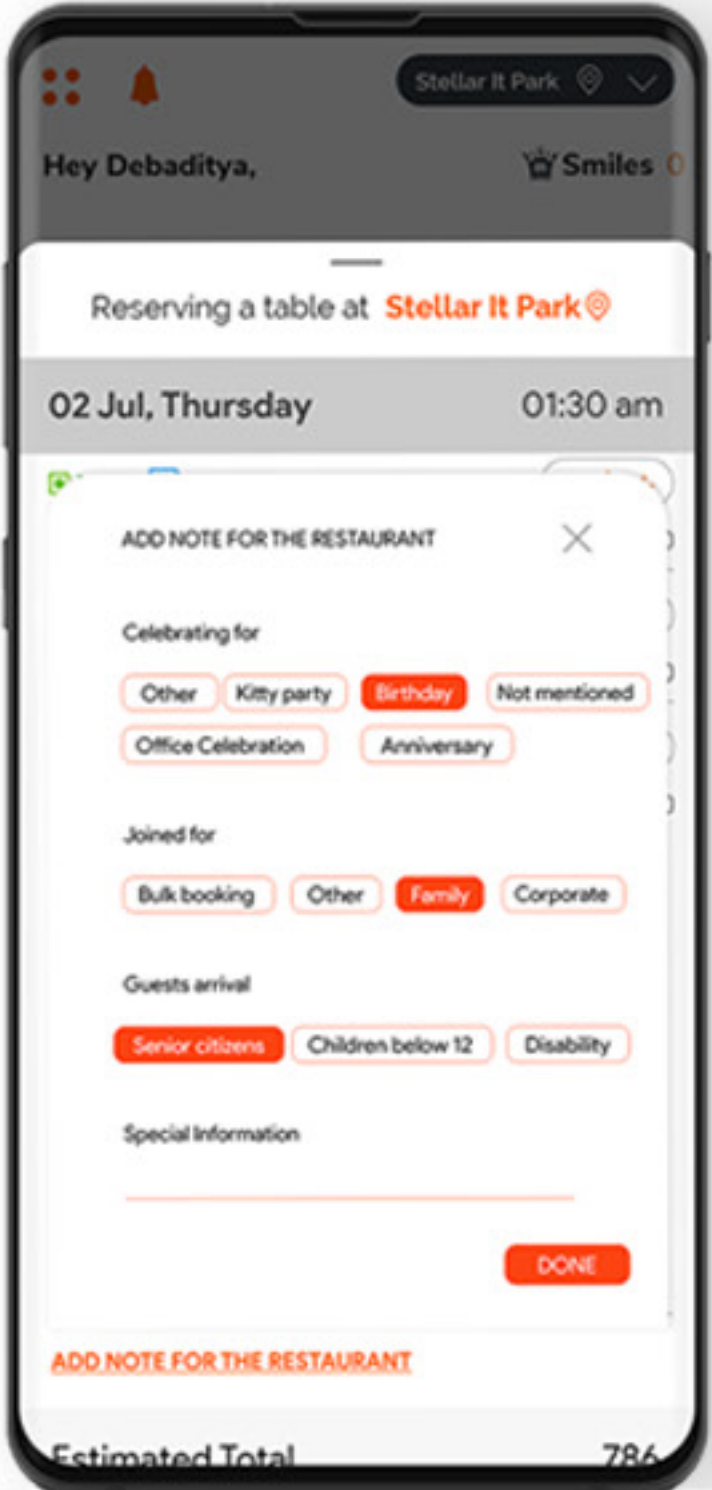 Stellar It Park
Hey Debaditya, Smiles 0
Reserving a table at Stellar It Park
02 Jul, Thursday 01:30 am
ADD NOTE FOR THE RESTAURANT
Celebrating for
Other Kitty party Birthday Not mentioned
Office Celebration Anniversary
Joined for
Bulk booking Other Family Corporate
Guests arrival
Senior citizens Children below 12 Disability
Special Information
DONE
ADD NOTE FOR THE RESTAURANT
Estimated Total 786